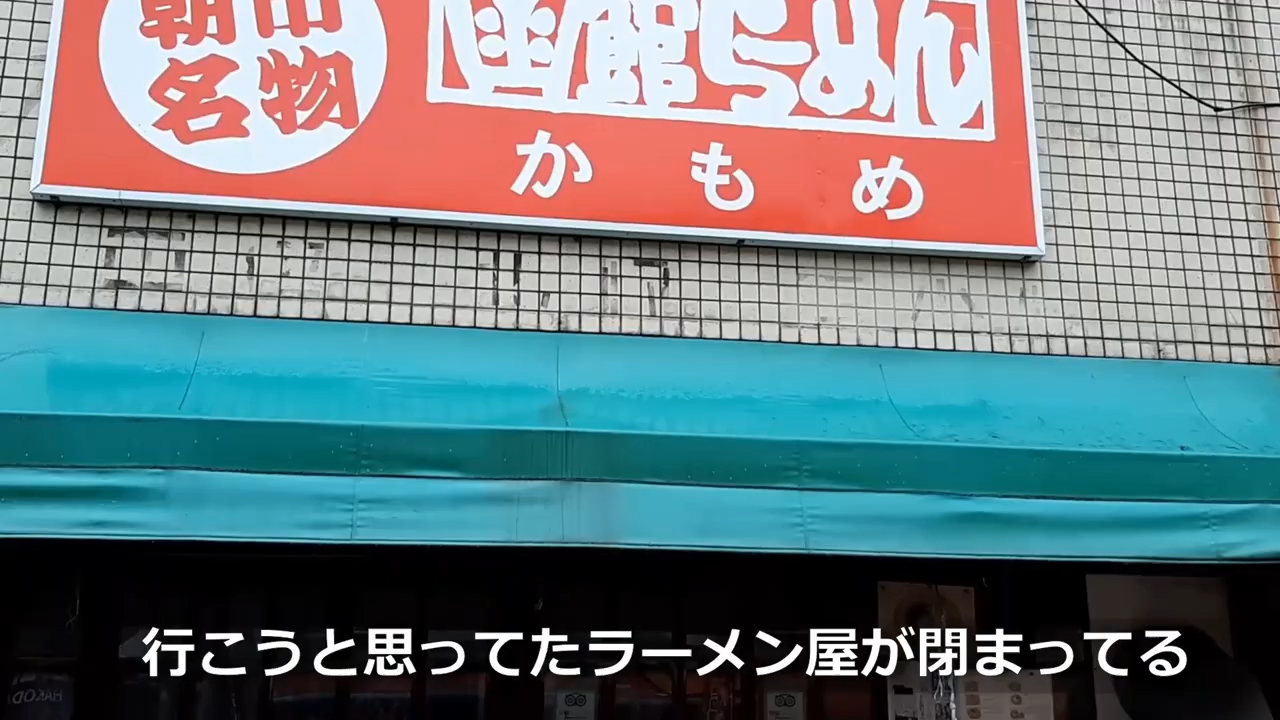 朝市
名物
函館らーめん
かもめ
行こうと思ってたラーメン屋が閉まってる